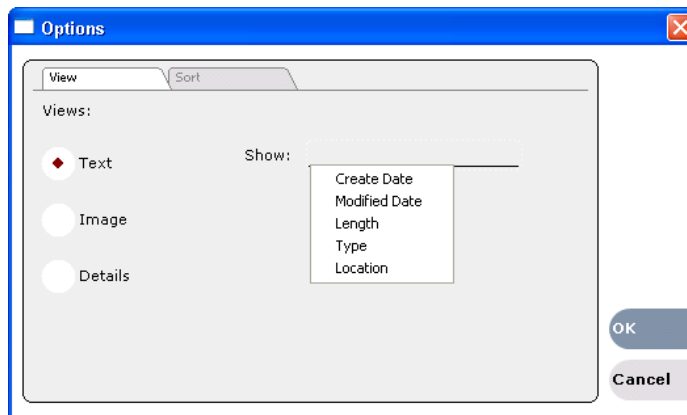 Options
View
Sort
Views:
Text
Show:
Create Date
Modified Date
Length
Type
Location
Image
Details
OK
Cancel